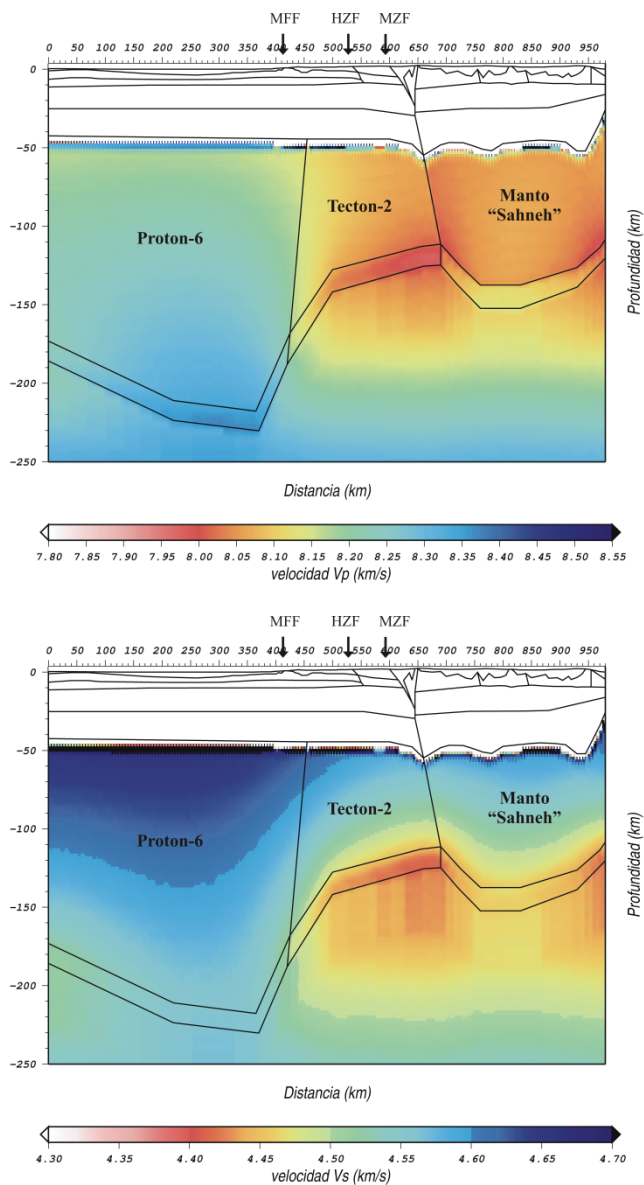 MFF HZF MZF
0 50 100 150 200 250 300 350 400 450 500 550 600 650 700 750 800 850 900 950
0
-50
-100
-150
-200
-250
Proton-6
Tecton-2
Manto
“Sahneh”
Profundidad (km)
Distancia (km)
7.80 7.85 7.90 7.95 8.00 8.05 8.10 8.15 8.20 8.25 8.30 8.35 8.40 8.45 8.50 8.55
velocidad Vp (km/s)
MFF HZF MZF
0 50 100 150 200 250 300 350 400 450 500 550 600 650 700 750 800 850 900 950
0
-50
-100
-150
-200
-250
Proton-6
Tecton-2
Manto
“Sahneh”
Profundidad (km)
Distancia (km)
4.30 4.35 4.40 4.45 4.50 4.55 4.60 4.65 4.70
velocidad Vs (km/s)